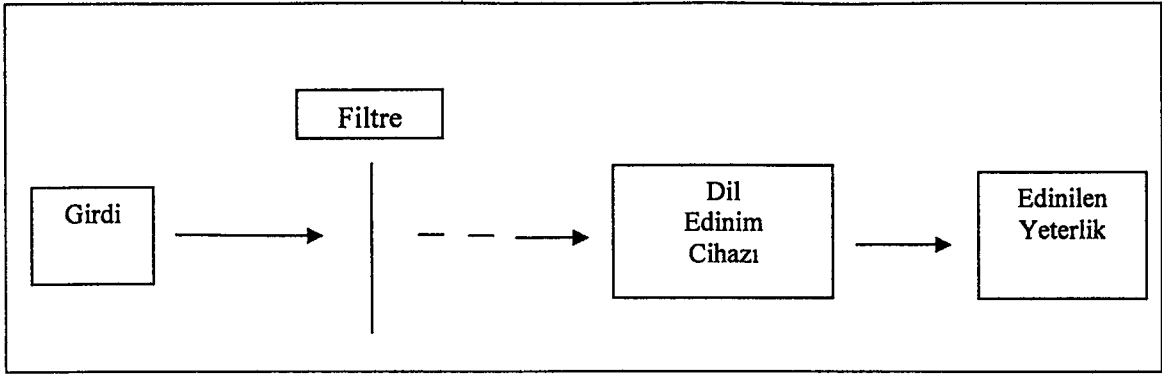 Filtre
Girdi
Dil
Edinim
Cihazı
Edinilen
Yeterlik